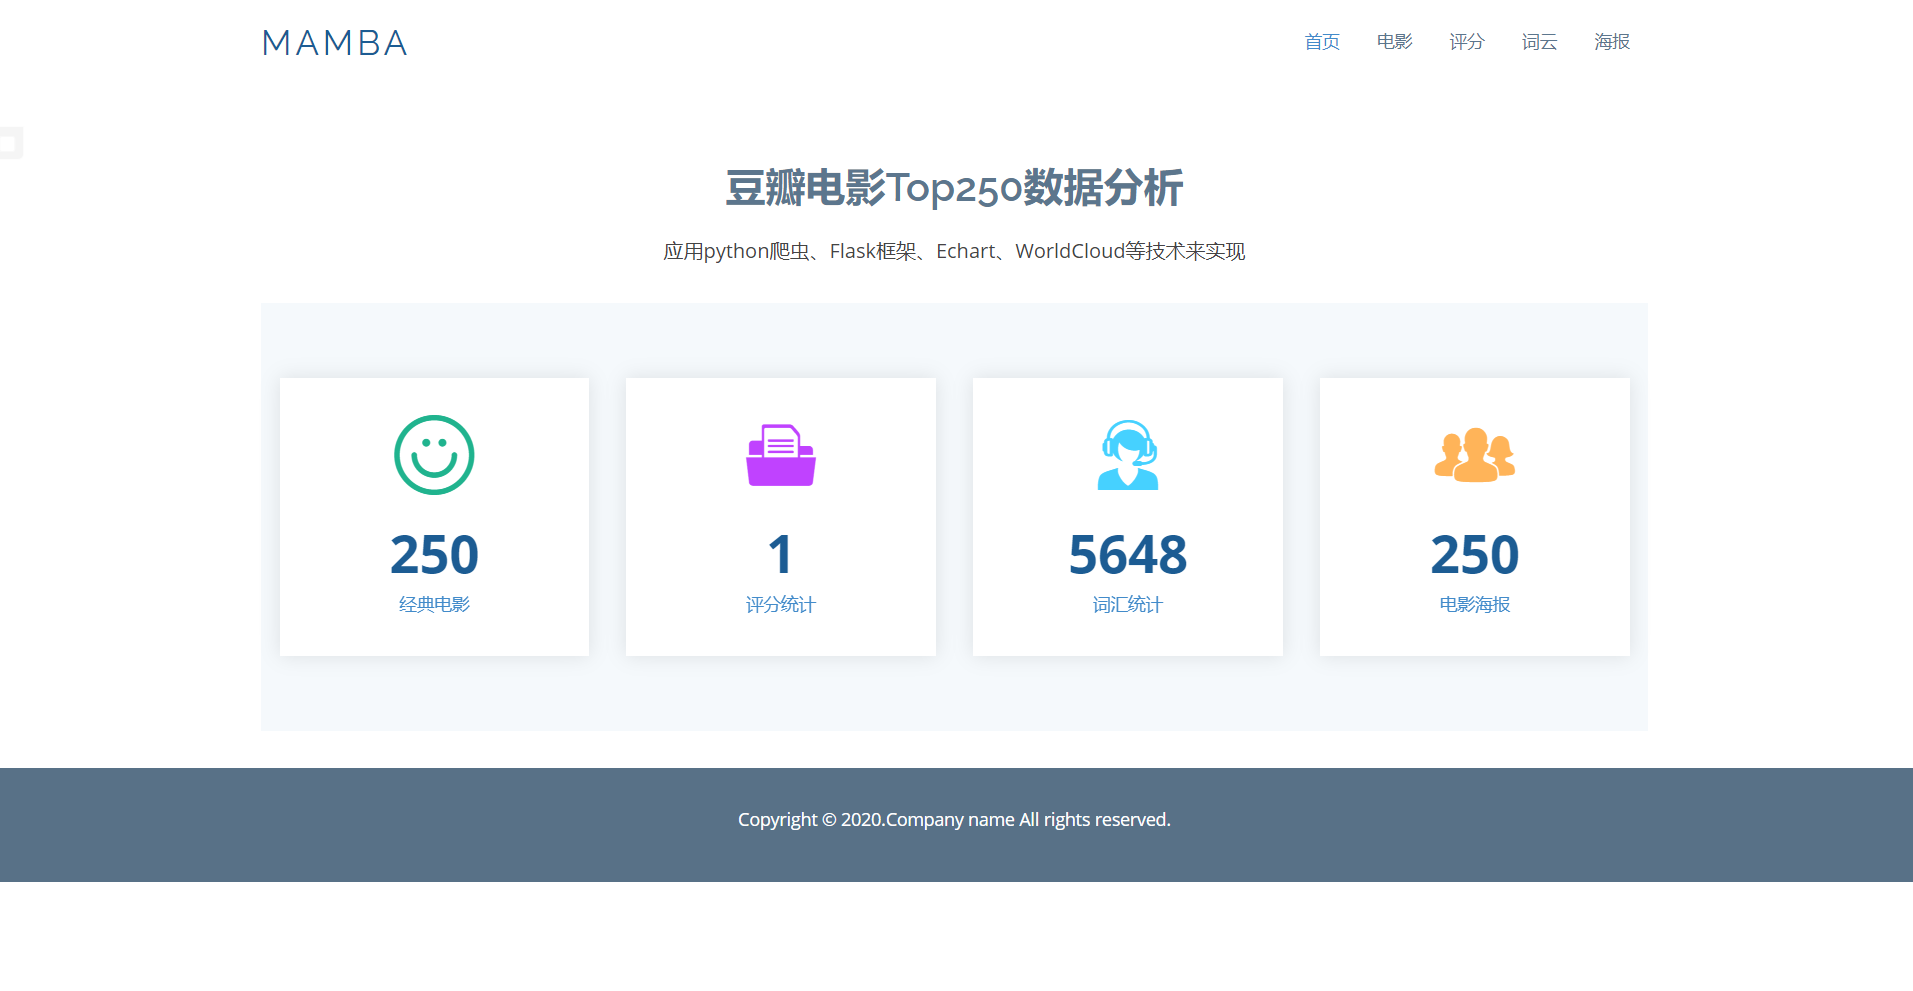 MAMBA
首页 电影 评分 词云 海报
豆瓣电影Top250数据分析
应用python爬虫、Flask框架、Echart、WorldCloud等技术来实现
250 1 5648 250
经典电影 评分统计 词汇统计 电影海报
Copyright © 2020.Company name All rights reserved.